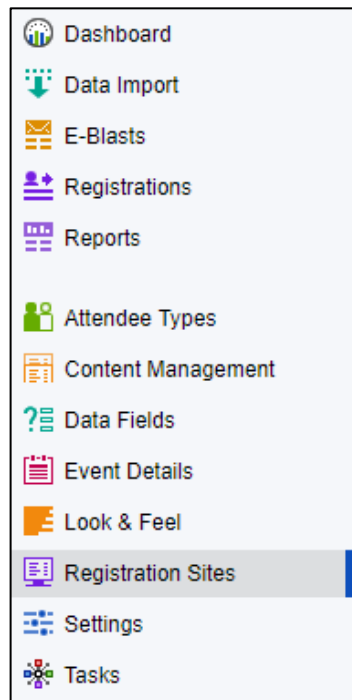 Dashboard
Data Import
E-Blasts
Registrations
Reports
Attendee Types
Content Management
Data Fields
Event Details
Look & Feel
Registration Sites
Settings
Tasks